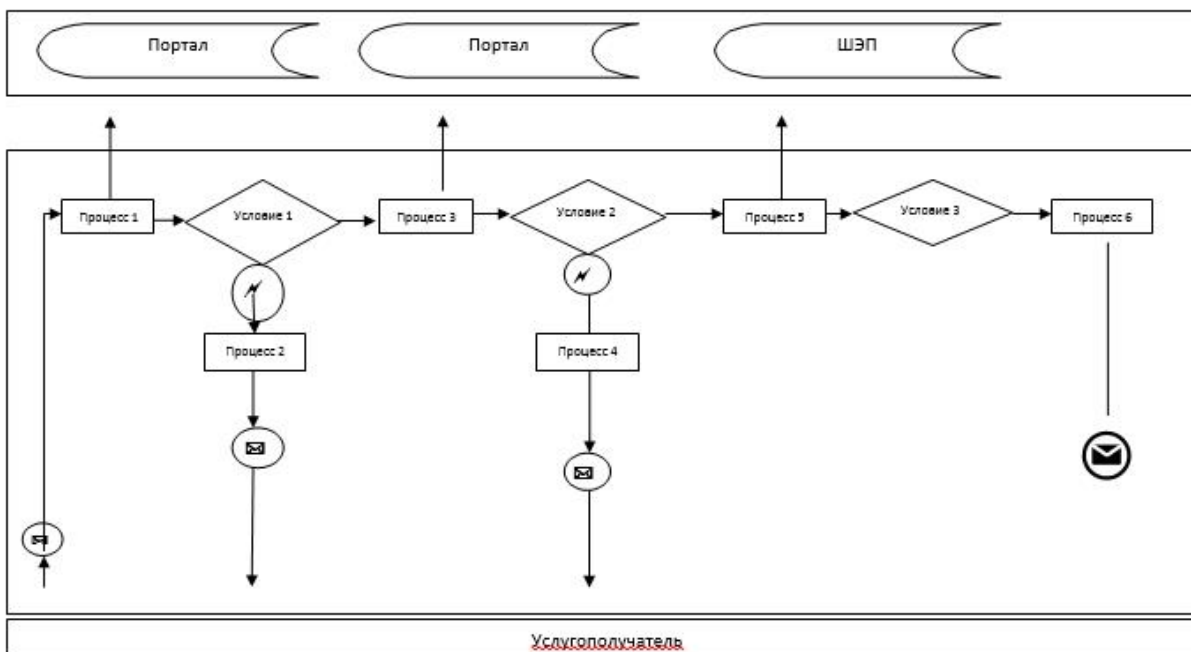 Портал
Портал
ШЭП
Процесс 1
Условие 1
Процесс 3
Условие 2
Процесс 5
Условие 3
Процесс 6
Процесс 2
Процесс 4
Услугополучатель